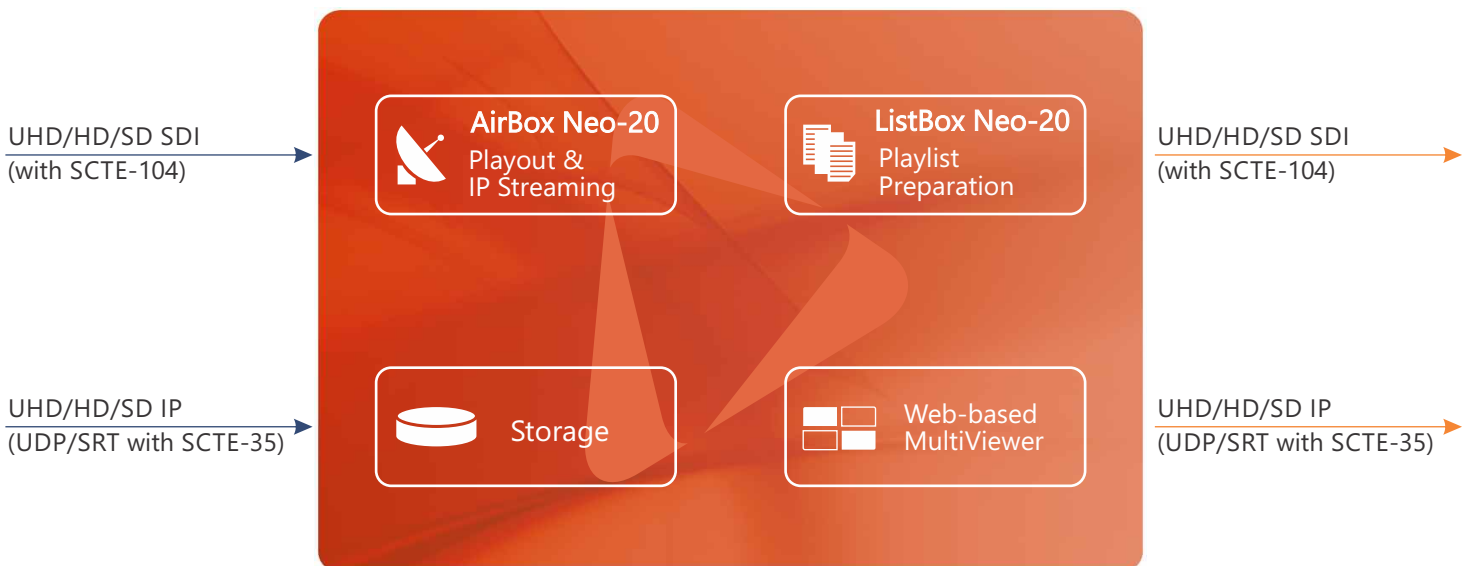 UHD/HD/SD SDI
(with SCTE-104)
AirBox Neo-20
Playout &
IP Streaming
ListBox Neo-20
Playlist
Preparation
UHD/HD/SD SDI
(with SCTE-104)
UHD/HD/SD IP
(UDP/SRT with SCTE-35)
Storage
Web-based
MultiViewer
UHD/HD/SD IP
(UDP/SRT with SCTE-35)